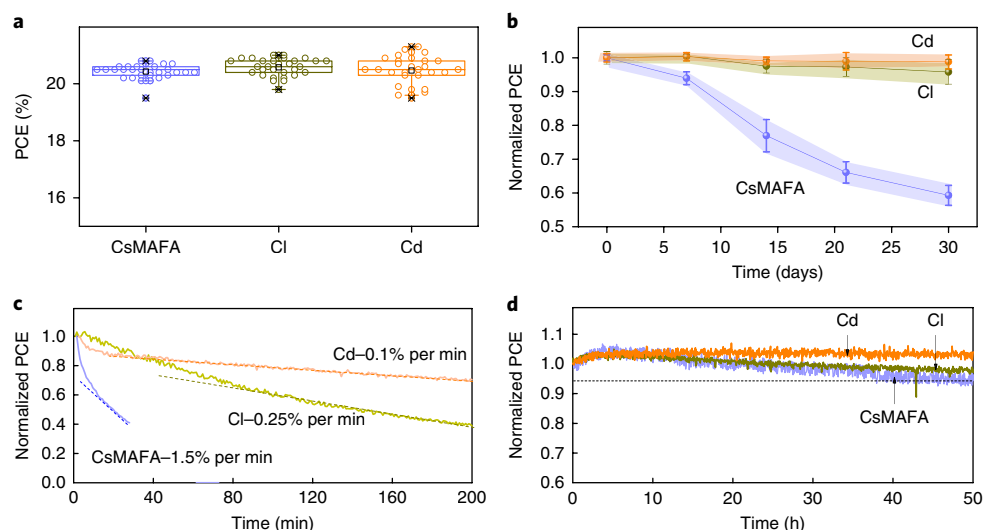 a
PCE (%)
20
18
16
CsMAFA
Cl
Cd
b
Normalized PCE
1.0
0.9
0.8
0.7
0.6
0.5
Cd
Cl
CsMAFA
0
5
10
15
20
25
30
Time (days)
c
Normalized PCE
1.0
0.8
0.6
0.4
0.2
0.0
Cd–0.1% per min
Cl–0.25% per min
CsMAFA–1.5% per min
0
40
80
120
160
200
Time (min)
d
Normalized PCE
1.1
1.0
0.9
0.8
0.7
0.6
Cd
Cl
CsMAFA
0
10
20
30
40
50
Time (h)